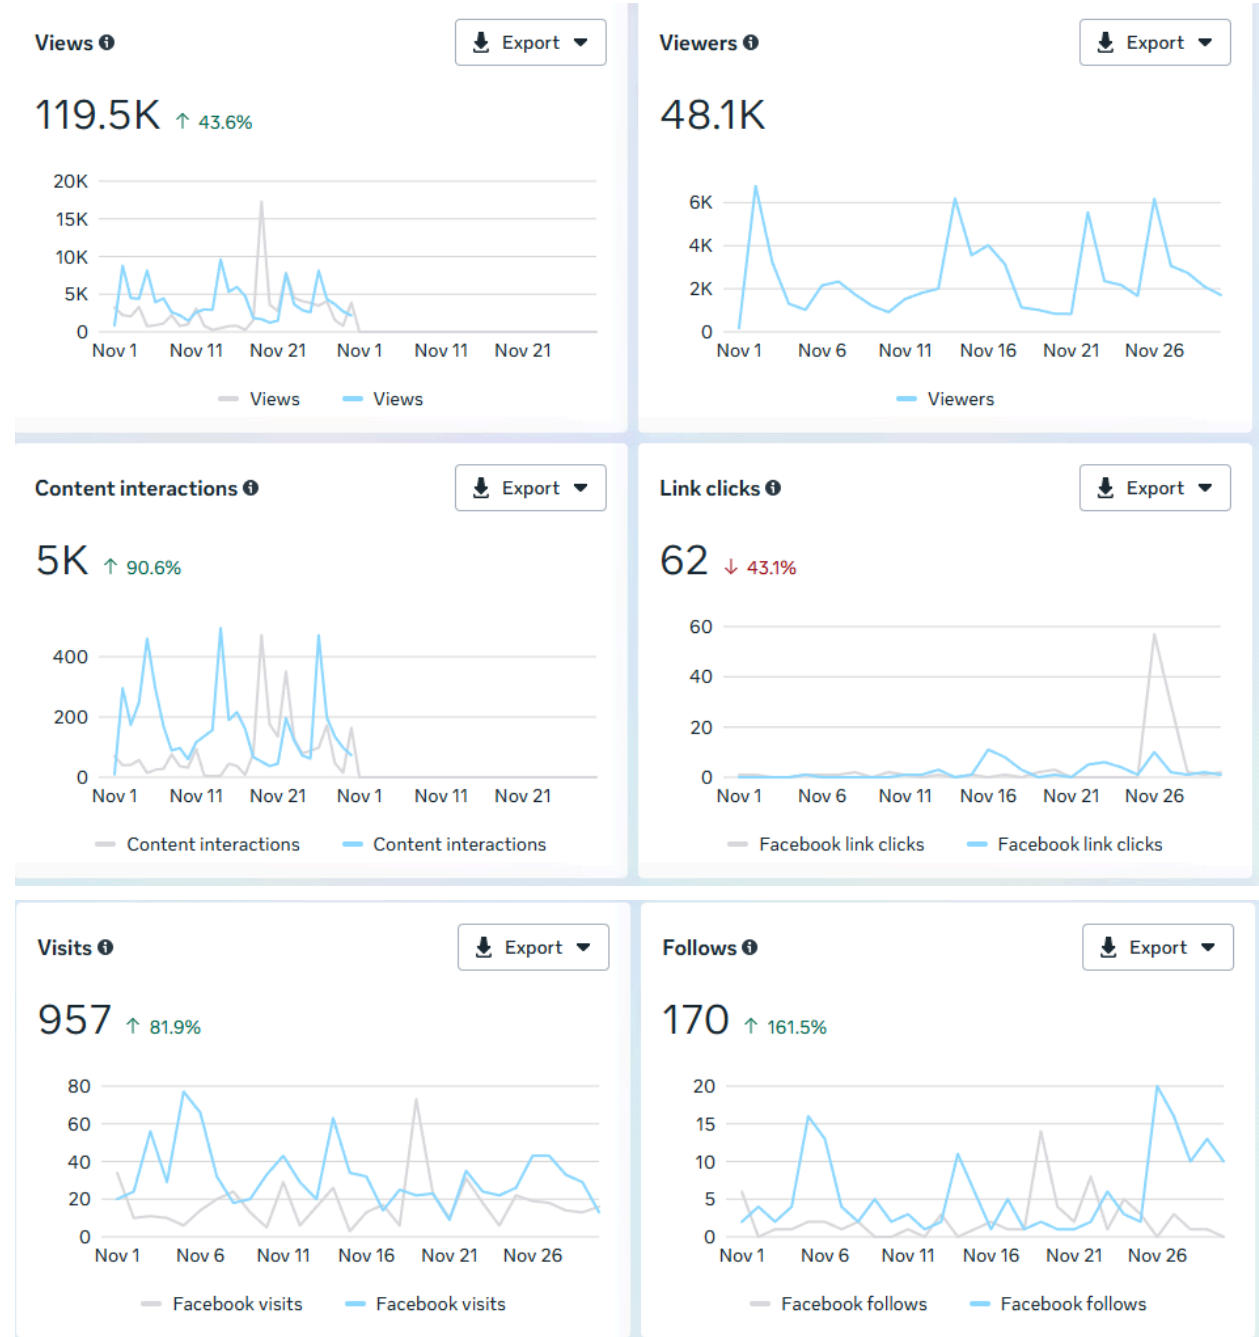 Views
Export
119.5K ↑ 43.6%
20K
15K
10K
5K
0
Nov 1 Nov 11 Nov 21 Nov 1 Nov 11 Nov 21
Views Views
Viewers
Export
48.1K
6K
4K
2K
0
Nov 1 Nov 6 Nov 11 Nov 16 Nov 21 Nov 26
Viewers
Content interactions
Export
5K ↑ 90.6%
400
200
0
Nov 1 Nov 11 Nov 21 Nov 1 Nov 11 Nov 21
Content interactions Content interactions
Link clicks
Export
62 ↓ 43.1%
60
40
20
0
Nov 1 Nov 6 Nov 11 Nov 16 Nov 21 Nov 26
Facebook link clicks Facebook link clicks
Visits
Export
957 ↑ 81.9%
80
60
40
20
0
Nov 1 Nov 6 Nov 11 Nov 16 Nov 21 Nov 26
Facebook visits Facebook visits
Follows
Export
170 ↑ 161.5%
20
15
10
5
0
Nov 1 Nov 6 Nov 11 Nov 16 Nov 21 Nov 26
Facebook follows Facebook follows